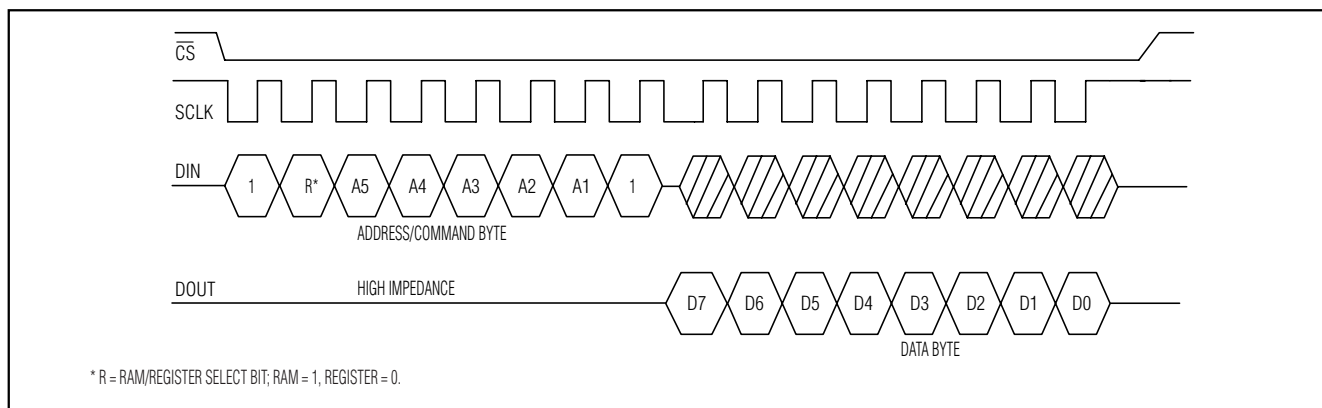 CS
SCLK
DIN
1 R* A5 A4 A3 A2 A1 1
ADDRESS/COMMAND BYTE
DOUT HIGH IMPEDANCE D7 D6 D5 D4 D3 D2 D1 D0
DATA BYTE
* R = RAM/REGISTER SELECT BIT; RAM = 1, REGISTER = 0.